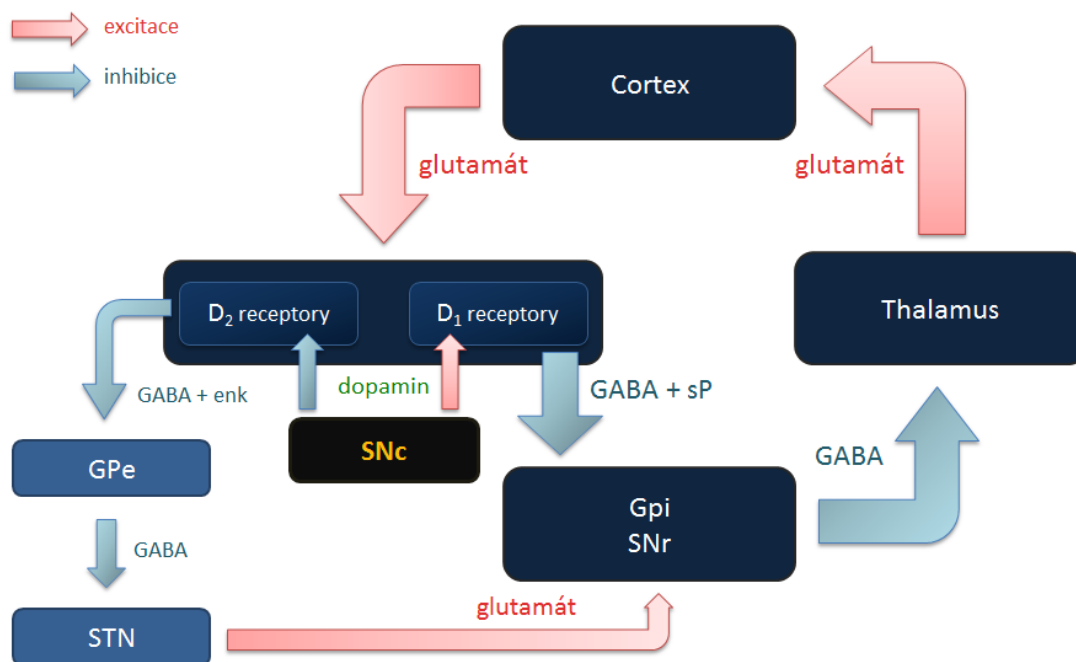 excitace
inhibice
Cortex
glutamát
glutamát
D₂ receptory
D₁ receptory
Thalamus
GABA + enk
dopamin
GABA + sP
SNc
GPe
GABA
Gpi
SNr
GABA
glutamát
STN